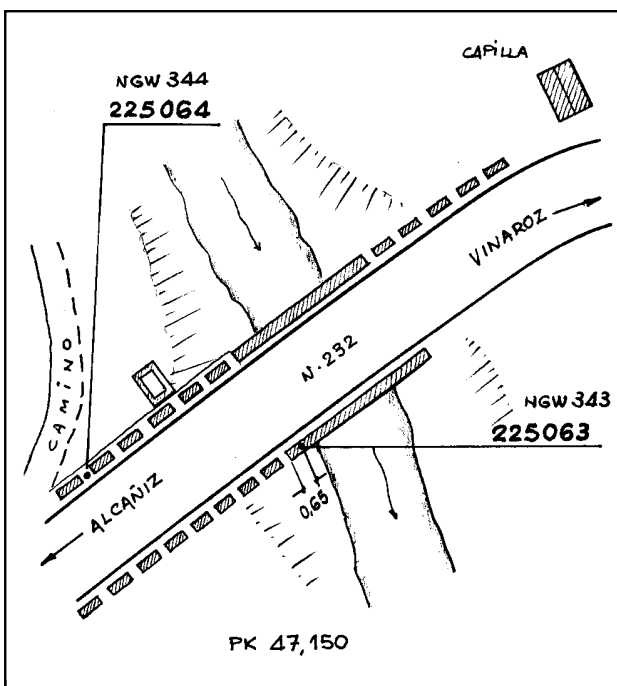 CAPILLA
NGW 344
225064
VINAROZ
CAMINO
N-232
NGW 343
225063
ALCAÑIZ
0,65
PK 47,150